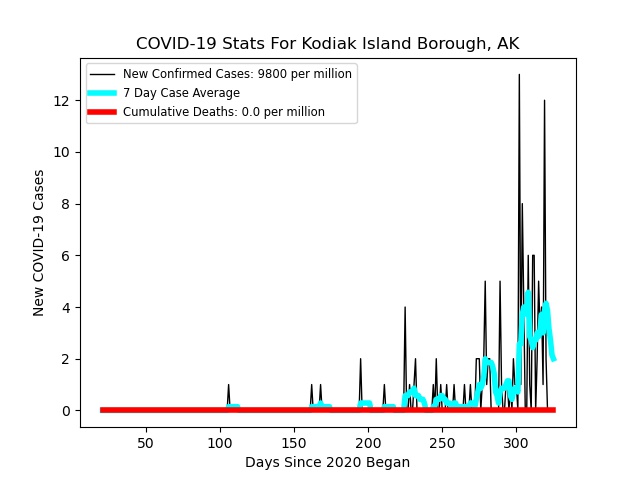 COVID-19 Stats For Kodiak Island Borough, AK
New Confirmed Cases: 9800 per million
7 Day Case Average
Cumulative Deaths: 0.0 per million
New COVID-19 Cases
12
10
8
6
4
2
0
50 100 150 200 250 300
Days Since 2020 Began